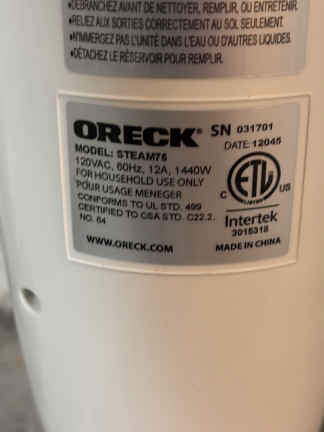 •DÉBRANCHEZ AVANT DE NETTOYER, REMPLIR, OU ENTRETENIR.
•RELIEZ AUX SORTIES CORRECTEMENT AU SOL SEULEMENT.
•N'IMMERGEZ PAS L'UNITÉ DANS L'EAU OU D'AUTRES LIQUIDES.
•DÉTACHEZ LE RÉSERVOIR POUR REMPLIR.
ORECK® SN 031701
DATE: 12045
MODEL: STEAM76
120VAC, 60Hz, 12A, 1440W
FOR HOUSEHOLD USE ONLY
POUR USAGE MENEGER
CONFORMS TO UL STD. 499
CERTIFIED TO CSA STD. C22.2.
NO. 64
WWW.ORECK.COM
C ETL US
Intertek
3015318
MADE IN CHINA